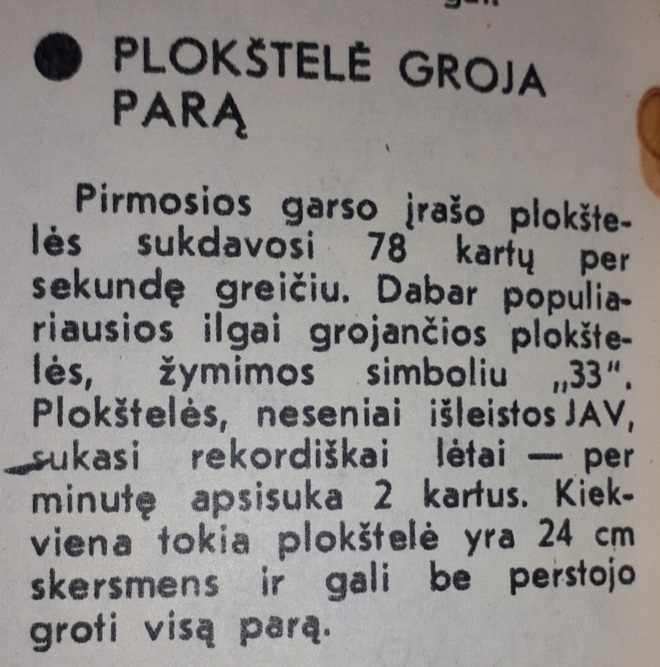 ● PLOKŠTELĖ GROJA
PARĄ
Pirmosios garso įrašo plokšte-
lės sukdavosi 78 kartų per
sekundę greičiu. Dabar populia-
riausios ilgai grojančios plokšte-
lės, žymimos simboliu „33“.
Plokštelės, neseniai išleistos JAV,
sukasi rekordiškai lėtai — per
minutę apsisuka 2 kartus. Kiek-
viena tokia plokštelė yra 24 cm
skersmens ir gali be perstojo
groti visą parą.